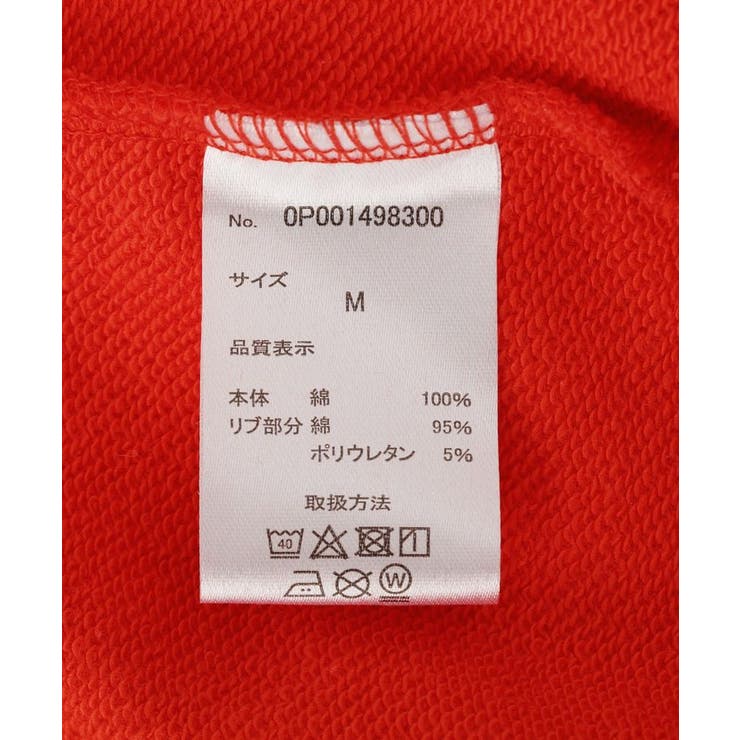 No. 0P001498300
サイズ
M
品質表示
本体 綿 100%
リブ部分 綿 95%
ポリウレタン 5%
取扱方法
40
W